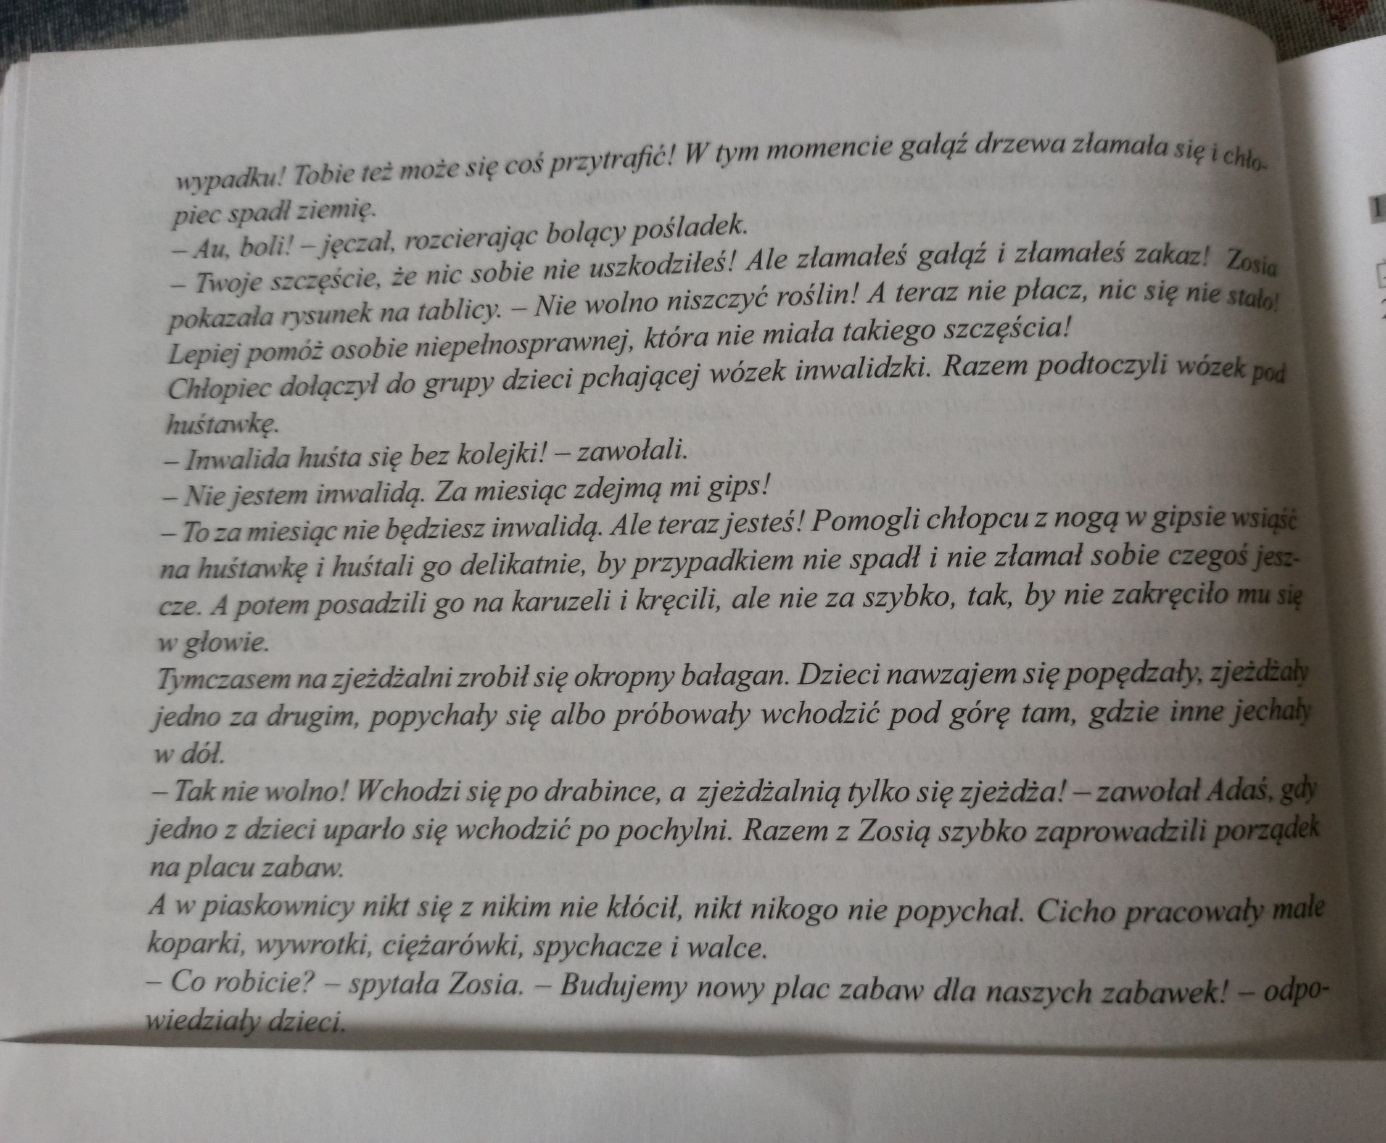 wypadku! Tobie też może się coś przytrafić! W tym momencie gałąź drzewa złamała się i chło-
piec spadł ziemię.
– Au, boli! – jęczał, rozcierając bolący pośladek.
– Twoje szczęście, że nic sobie nie uszkodziłeś! Ale złamałeś gałąź i złamałeś zakaz! Zosia
pokazała rysunek na tablicy. – Nie wolno niszczyć roślin! A teraz nie płacz, nic się nie stało!
Lepiej pomóż osobie niepełnosprawnej, która nie miała takiego szczęścia!
Chłopiec dołączył do grupy dzieci pchającej wózek inwalidzki. Razem podtoczyli wózek pod
huśtawkę.
– Inwalida huśta się bez kolejki! – zawołali.
– Nie jestem inwalidą. Za miesiąc zdejmą mi gips!
– To za miesiąc nie będziesz inwalidą. Ale teraz jesteś! Pomogli chłopcu z nogą w gipsie wsiąść
na huśtawkę i huśtali go delikatnie, by przypadkiem nie spadł i nie złamał sobie czegoś jesz-
cze. A potem posadzili go na karuzeli i kręcili, ale nie za szybko, tak, by nie zakręciło mu się
w głowie.
Tymczasem na zjeżdżalni zrobił się okropny bałagan. Dzieci nawzajem się popędzały, zjeżdżały
jedno za drugim, popychały się albo próbowały wchodzić pod górę tam, gdzie inne jechały
w dół.
– Tak nie wolno! Wchodzi się po drabince, a zjeżdżalnią tylko się zjeżdża! – zawołał Adaś, gdy
jedno z dzieci uparło się wchodzić po pochylni. Razem z Zosią szybko zaprowadzili porządek
na placu zabaw.
A w piaskownicy nikt się z nikim nie kłócił, nikt nikogo nie popychał. Cicho pracowały małe
koparki, wywrotki, ciężarówki, spychacze i walce.
– Co robicie? – spytała Zosia. – Budujemy nowy plac zabaw dla naszych zabawek! – odpo-
wiedziały dzieci.